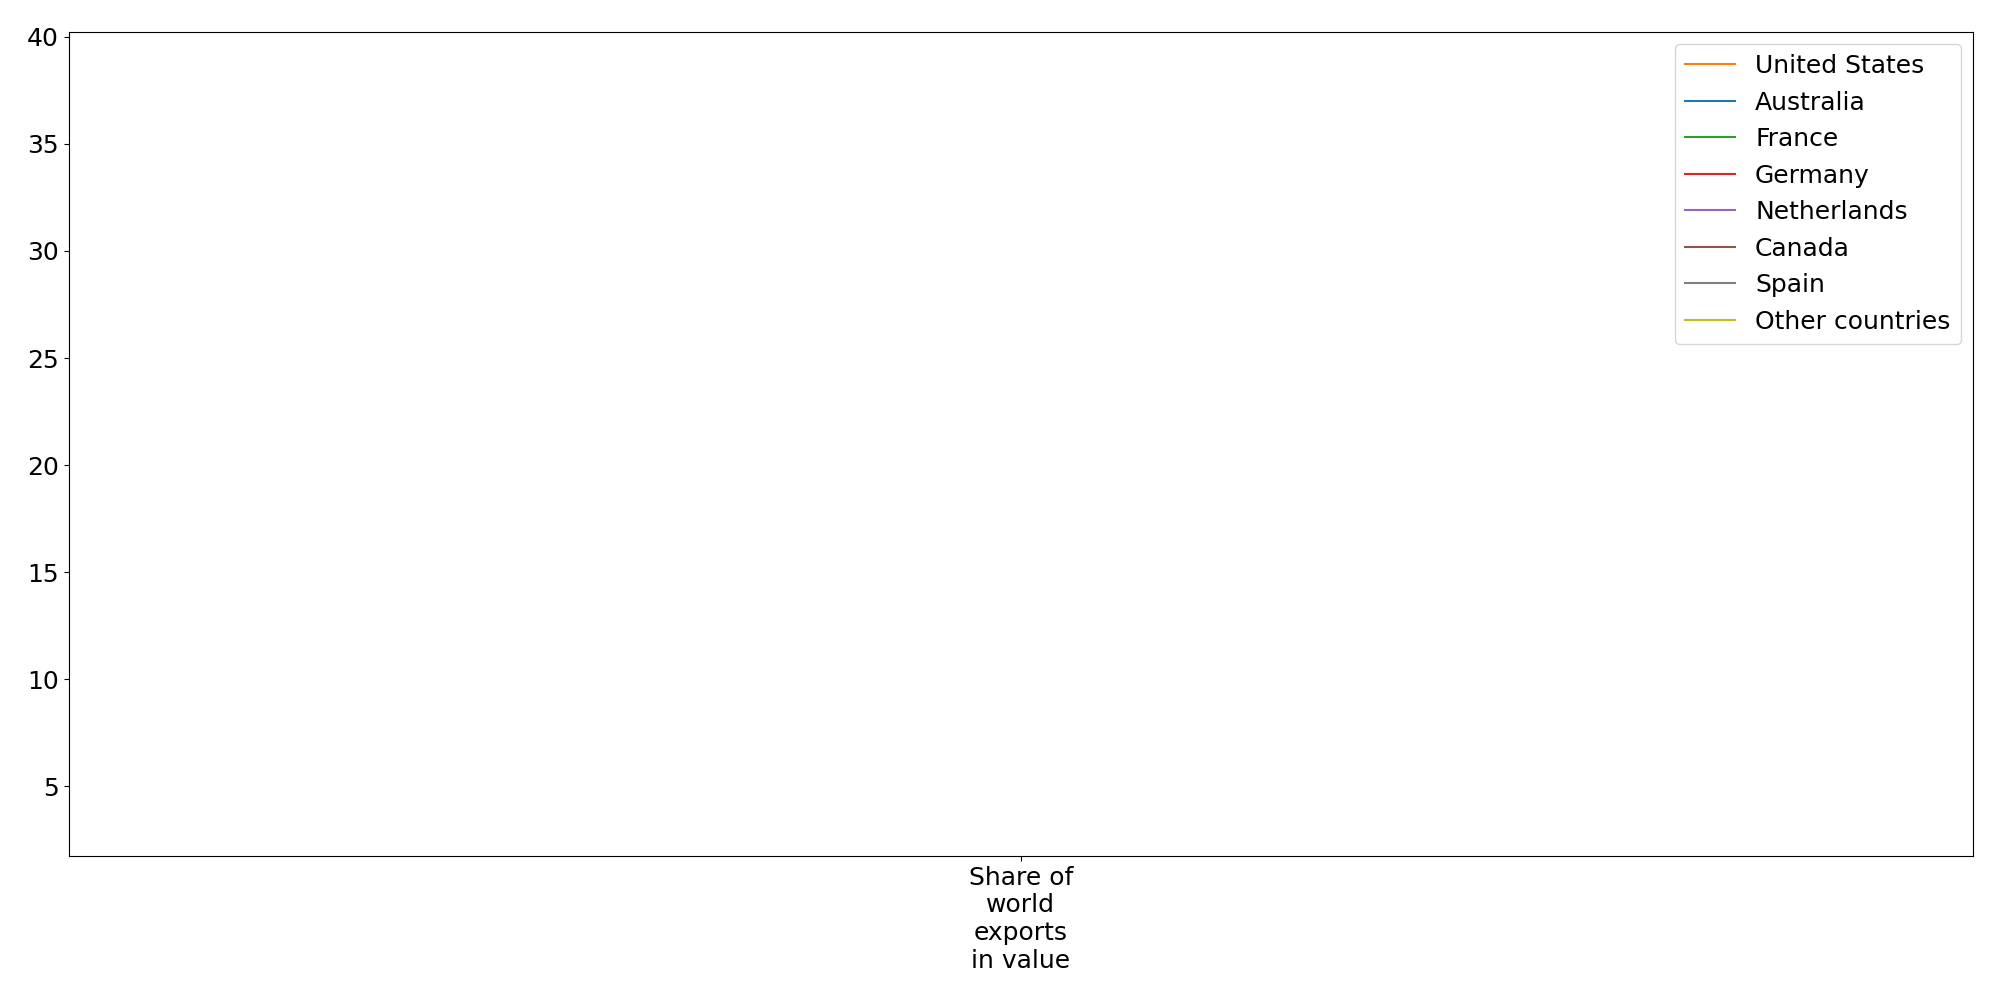 40
35
30
25
20
15
10
5
United States
Australia
France
Germany
Netherlands
Canada
Spain
Other countries
Share of
world
exports
in value